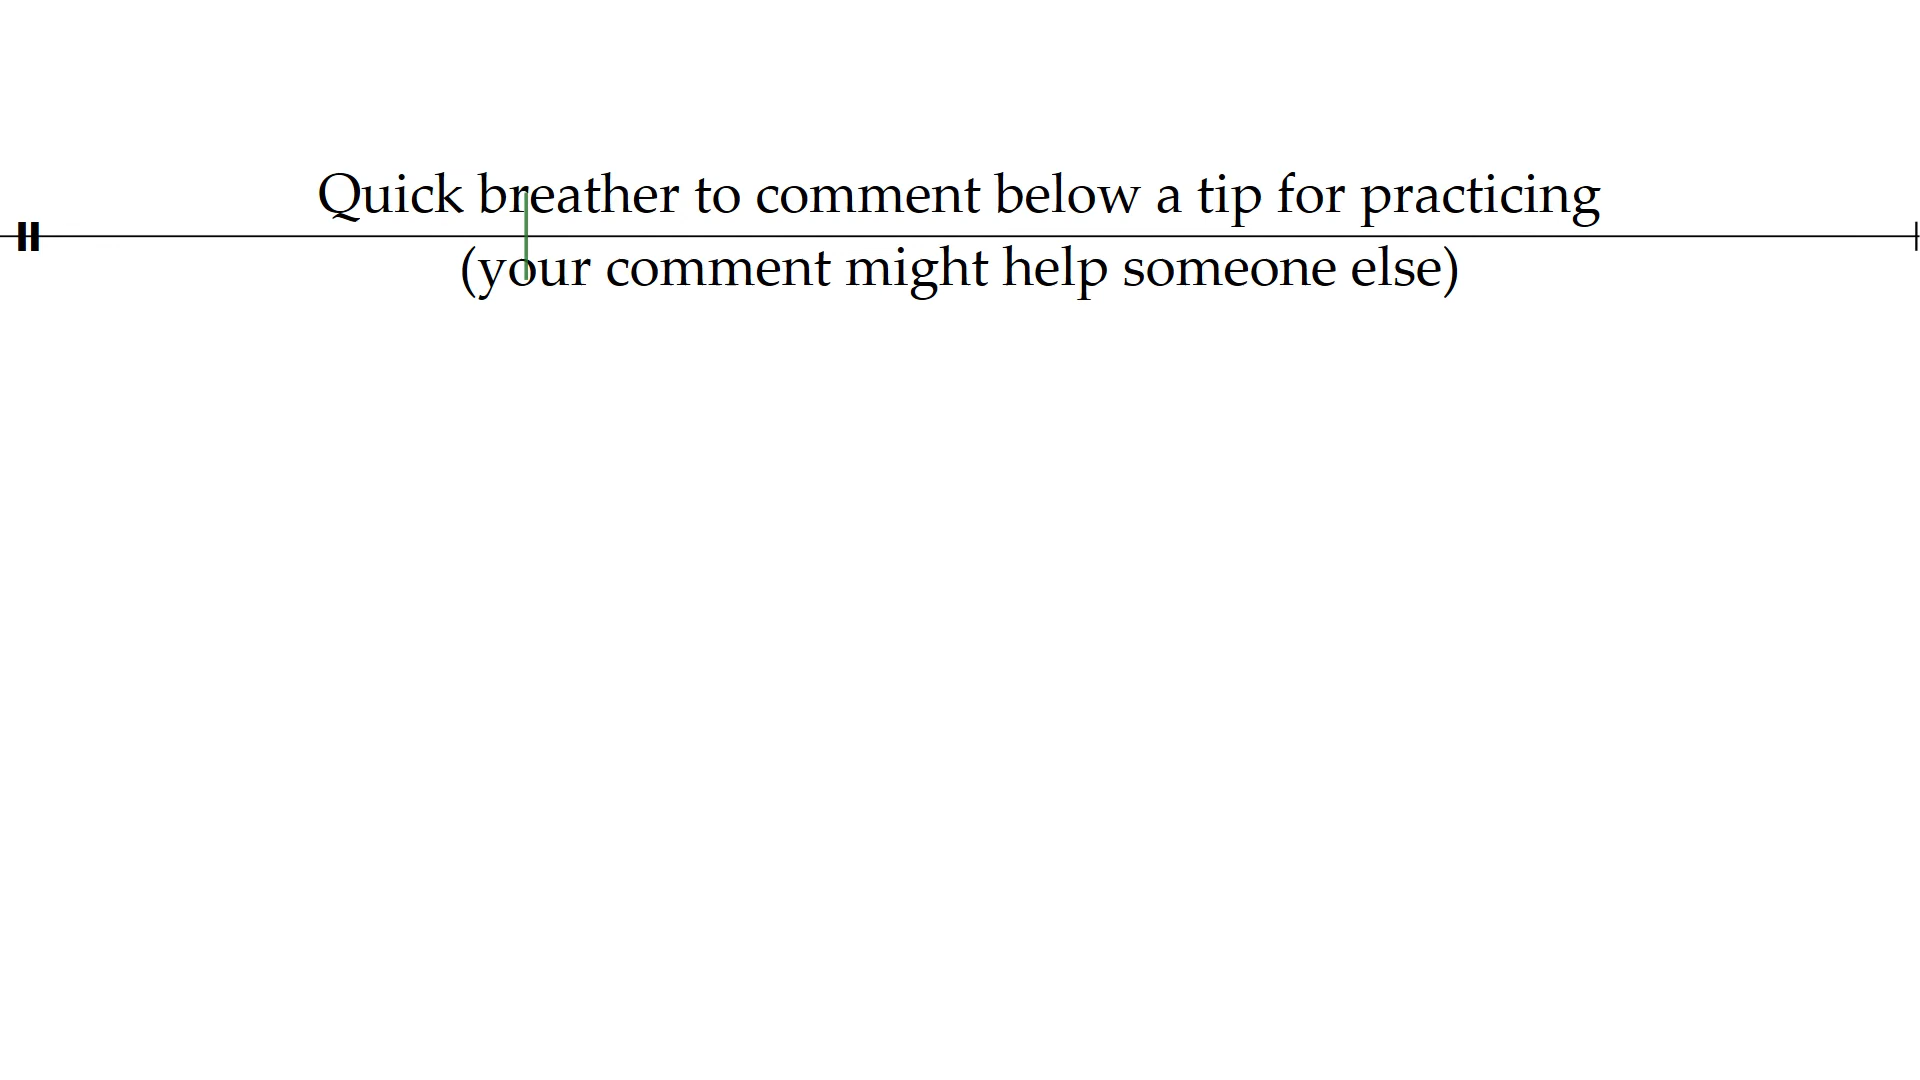 Quick breather to comment below a tip for practicing
(your comment might help someone else)